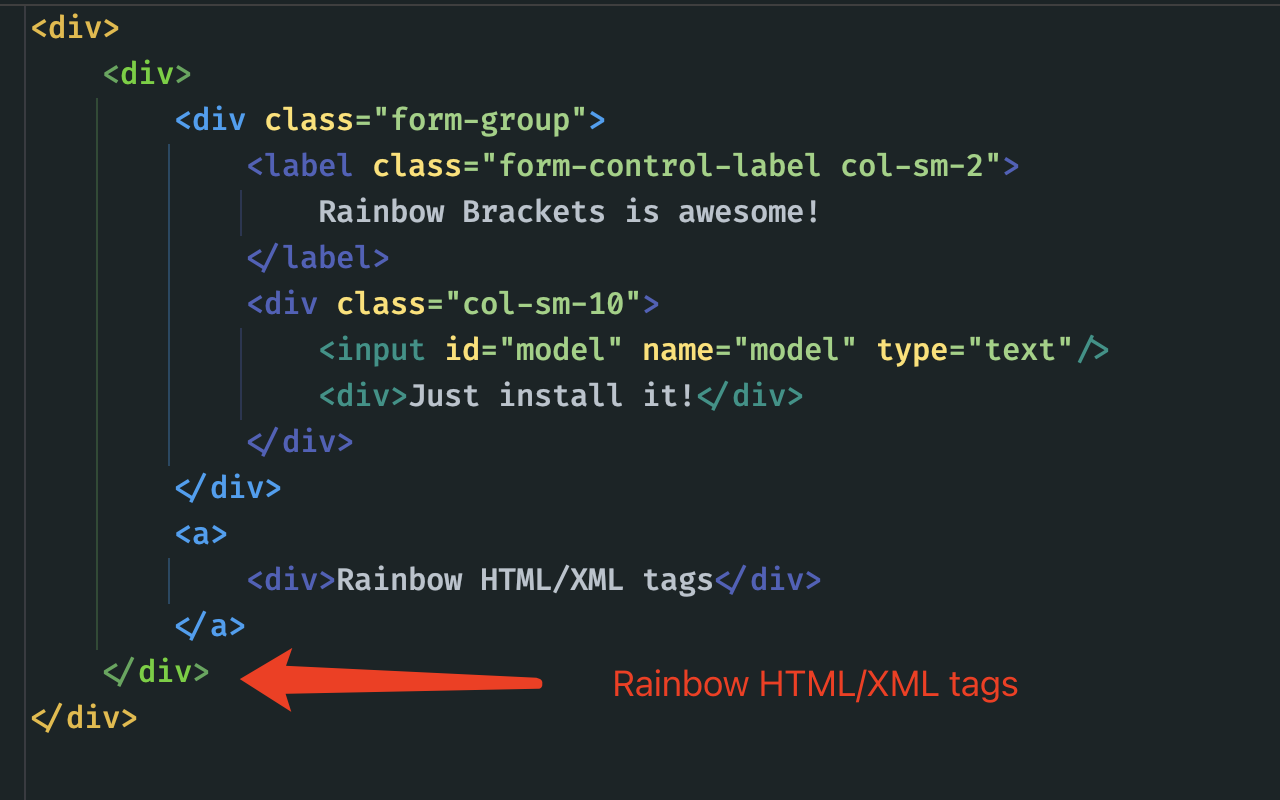 <div>
    <div>
        <div class="form-group">
            <label class="form-control-label col-sm-2">
                Rainbow Brackets is awesome!
            </label>
            <div class="col-sm-10">
                <input id="model" name="model" type="text"/>
                <div>Just install it!</div>
            </div>
        </div>
        <a>
            <div>Rainbow HTML/XML tags</div>
        </a>
    </div>
Rainbow HTML/XML tags
</div>